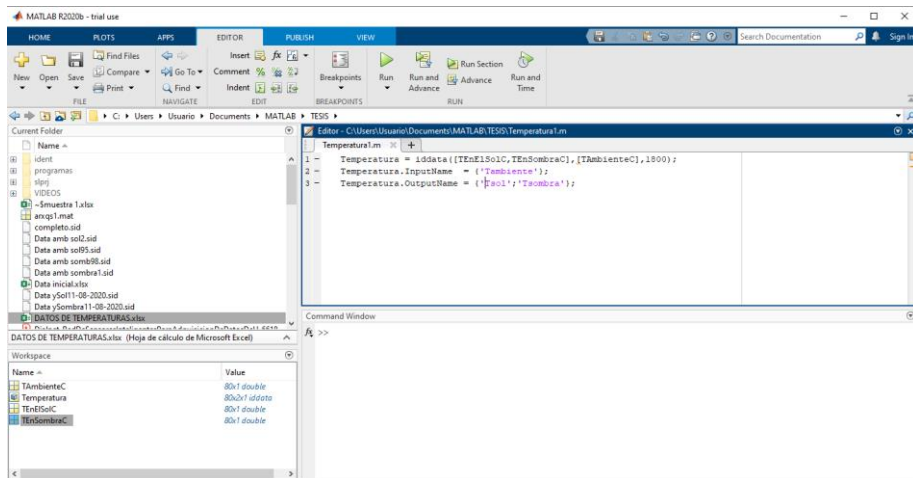 MATLAB R2020b - trial use
HOME PLOTS APPS EDITOR PUBLISH VIEW
Search Documentation
Sign In
New Open Save
Find Files
Compare
Print
FILE
Go To
Find
NAVIGATE
Insert fx
Comment %
Indent
EDIT
Breakpoints
BREAKPOINTS
Run
Run and Advance
Run Section
Advance
Run and Time
RUN
C: Users Usuario Documents MATLAB TESIS
Current Folder
Name
ident
programas
slprj
VIDEOS
~$muestra 1.xlsx
arxqs1.mat
completo.sid
Data amb sol2.sid
Data amb sol95.sid
Data amb somb98.sid
Data amb sombra1.sid
Data inicial.xlsx
Data ySol11-08-2020.sid
Data ySombra11-08-2020.sid
DATOS DE TEMPERATURAS.xlsx
DATOS DE TEMPERATURAS.xlsx (Hoja de cálculo de Microsoft Excel)
Workspace
Name Value
TAmbienteC 80x1 double
Temperatura 80x2x1 iddata
TEnElSolC 80x1 double
TEnSombraC 80x1 double
Editor - C:\Users\Usuario\Documents\MATLAB\TESIS\Temperatura1.m
Temperatura1.m
1 - Temperatura = iddata([TEnElSolC,TEnSombraC],[TAmbienteC],1800);
2 - Temperatura.InputName = {'Tambiente'};
3 - Temperatura.OutputName = {'Tsol';'Tsombra'};
Command Window
fx >>